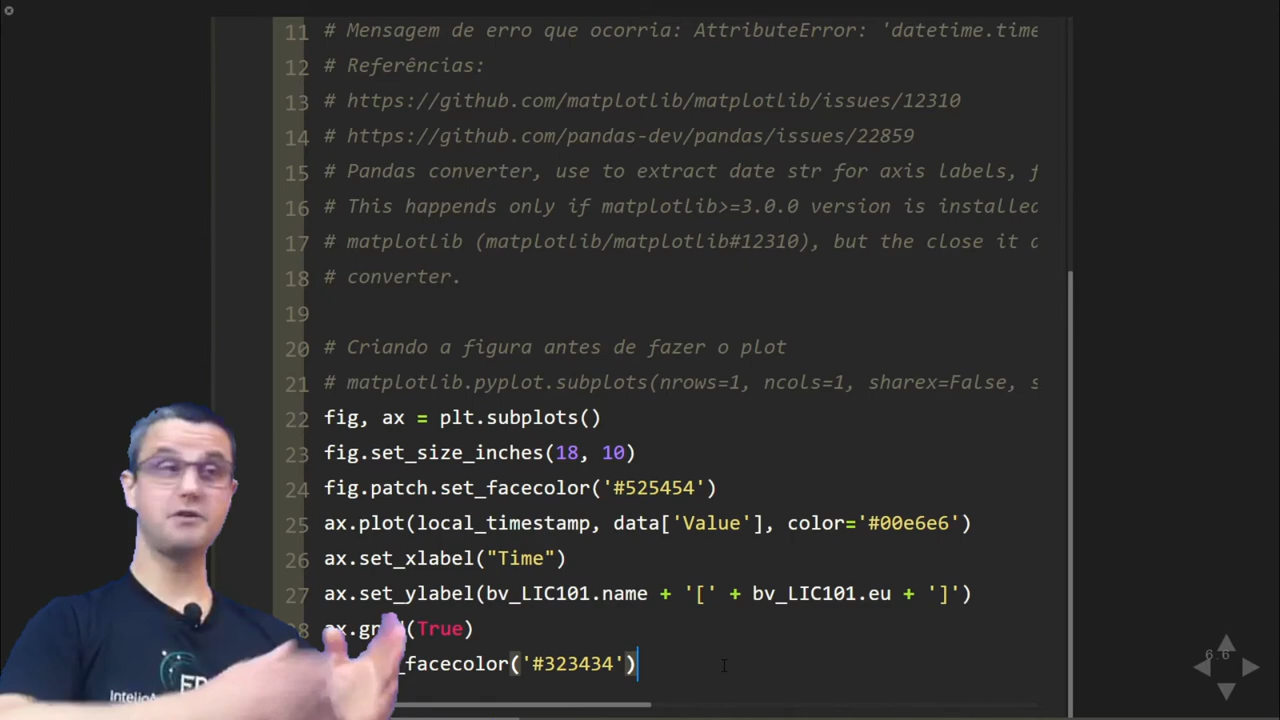 11 # Mensagem de erro que ocorria: AttributeError: 'datetime.time
12 # Referências:
13 # https://github.com/matplotlib/matplotlib/issues/12310
14 # https://github.com/pandas-dev/pandas/issues/22859
15 # Pandas converter, use to extract date str for axis labels, f
16 # This happends only if matplotlib>=3.0.0 version is installed
17 # matplotlib (matplotlib/matplotlib#12310), but the close it
18 # converter.
19
20 # Criando a figura antes de fazer o plot
21 # matplotlib.pyplot.subplots(nrows=1, ncols=1, sharex=False, s
22 fig, ax = plt.subplots()
23 fig.set_size_inches(18, 10)
24 fig.patch.set_facecolor('#525454')
25 ax.plot(local_timestamp, data['Value'], color='#00e6e6')
26 ax.set_xlabel("Time")
27 ax.set_ylabel(bv_LIC101.name + '[' + bv_LIC101.eu + ']')
28 ax.grid(True)
_facecolor('#323434')
6.6